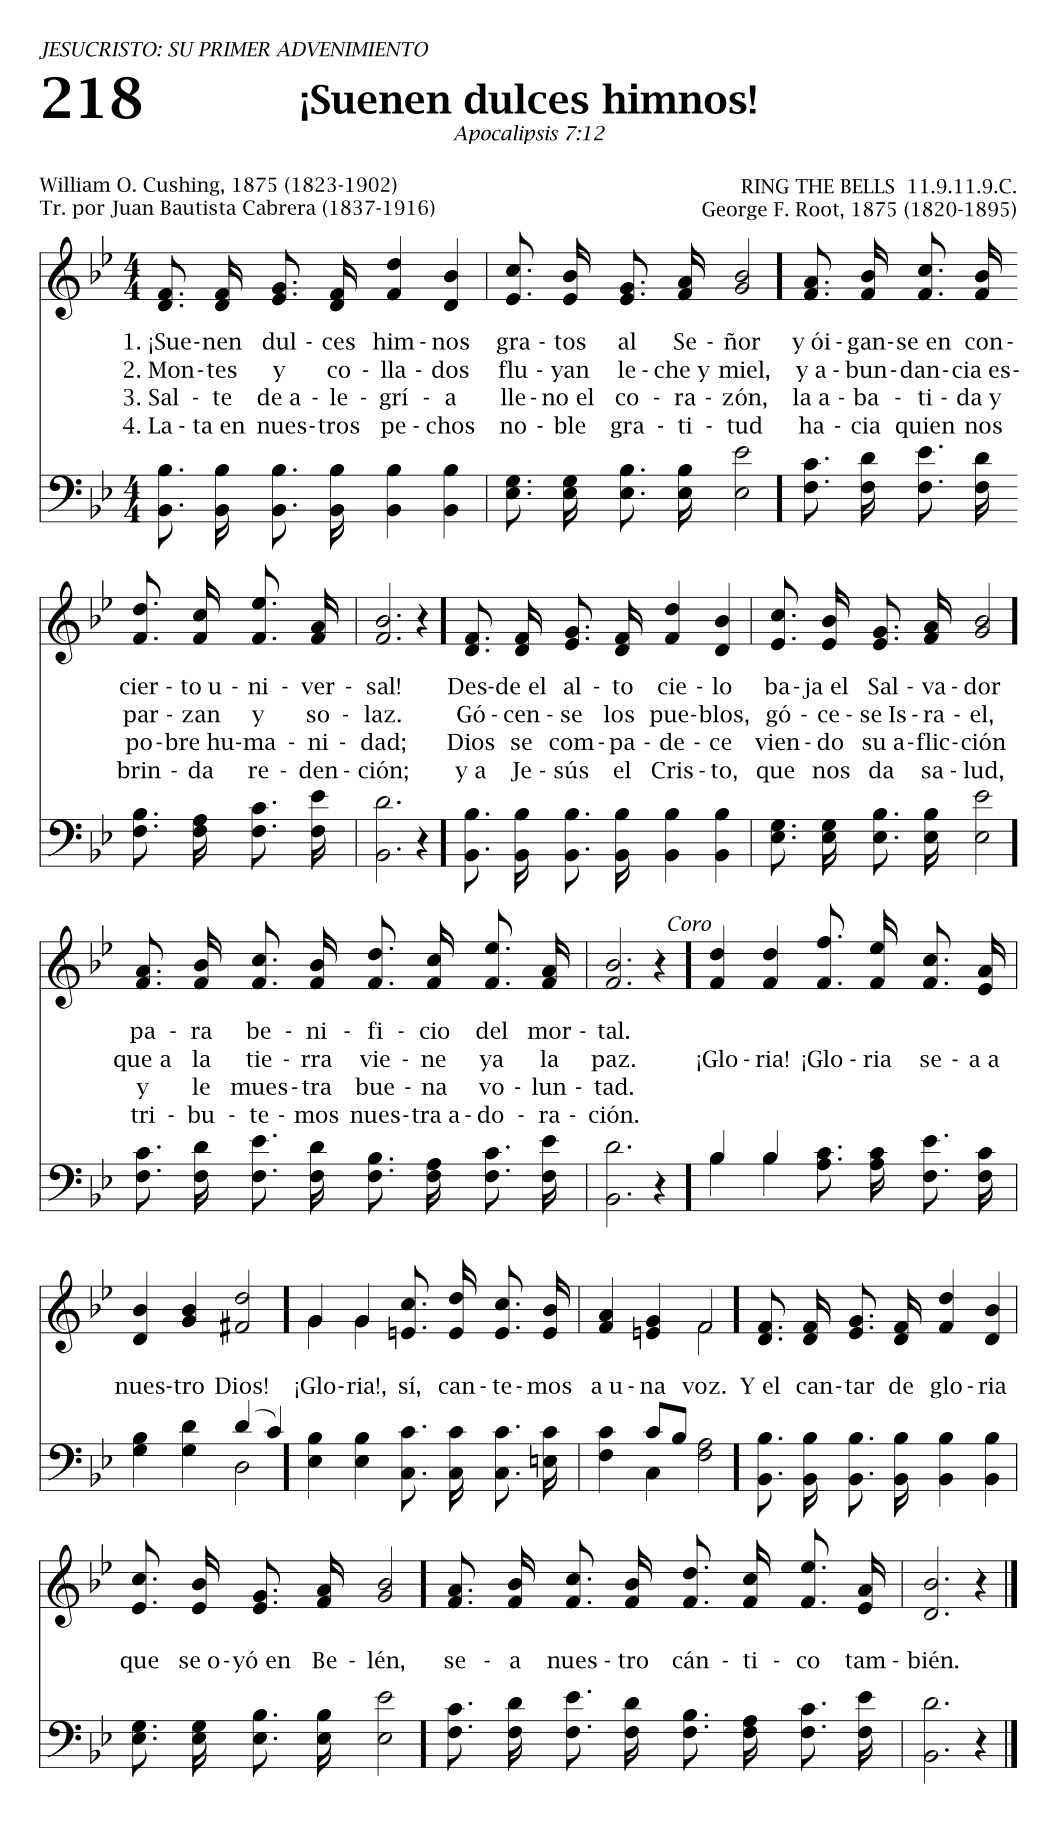 JESUCRISTO: SU PRIMER ADVENIMIENTO
218
¡Suenen dulces himnos!
Apocalipsis 7:12
William O. Cushing, 1875 (1823-1902)
RING THE BELLS 11.9.11.9.C.
Tr. por Juan Bautista Cabrera (1837-1916)
George F. Root, 1875 (1820-1895)
1. ¡Sue-nen dul - ces him - nos gra - tos al Se - ñor y ói - gan-se en con-
2. Mon-tes y co - lla - dos flu - yan le - che y miel, y a - bun-dan-cia es-
3. Sal - te de a - le - grí - a lle-no el co - ra - zón, la a - ba - ti - da y
4. La - ta en nues-tros pe - chos no - ble gra - ti - tud ha - cia quien nos
cier - to u - ni - ver - sal! Des-de el al - to cie - lo ba-ja el Sal - va - dor
par - zan y so - laz. Gó - cen - se los pue-blos, gó - ce - se Is - ra - el,
po-bre hu-ma - ni - dad; Dios se com-pa - de - ce vien - do su a-flic-ción
brin - da re - den - ción; y a Je - sús el Cris - to, que nos da sa - lud,
Coro
pa - ra be - ni - fi - cio del mor - tal.
que a la tie - rra vie - ne ya la paz. ¡Glo - ria! ¡Glo - ria se - a a
y le mues-tra bue - na vo - lun - tad.
tri - bu - te - mos nues-tra a-do - ra - ción.
nues-tro Dios! ¡Glo-ria!, sí, can - te - mos a u - na voz. Y el can-tar de glo - ria
que se o-yó en Be - lén, se - a nues - tro cán - ti - co tam - bién.